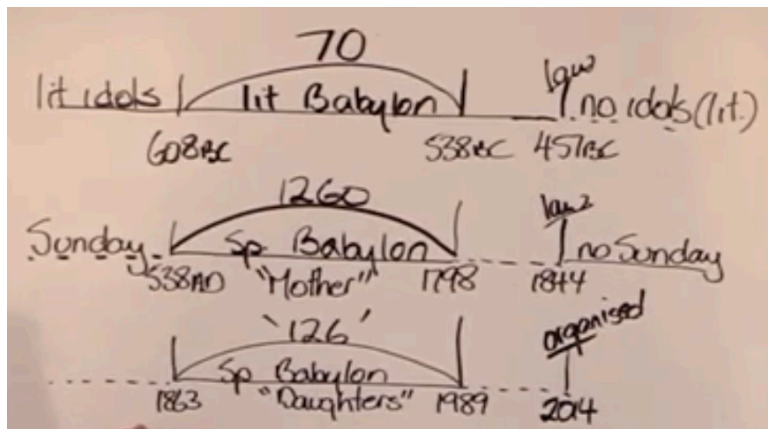 70
law
lit idols lit Babylon no idols (lit.)
608BC 538BC 457BC
1260
law
Sunday Sp Babylon no Sunday
538AD "Mother" 1798 1844
'126' organised
Sp Babylon
1863 "Daughters" 1989 2014